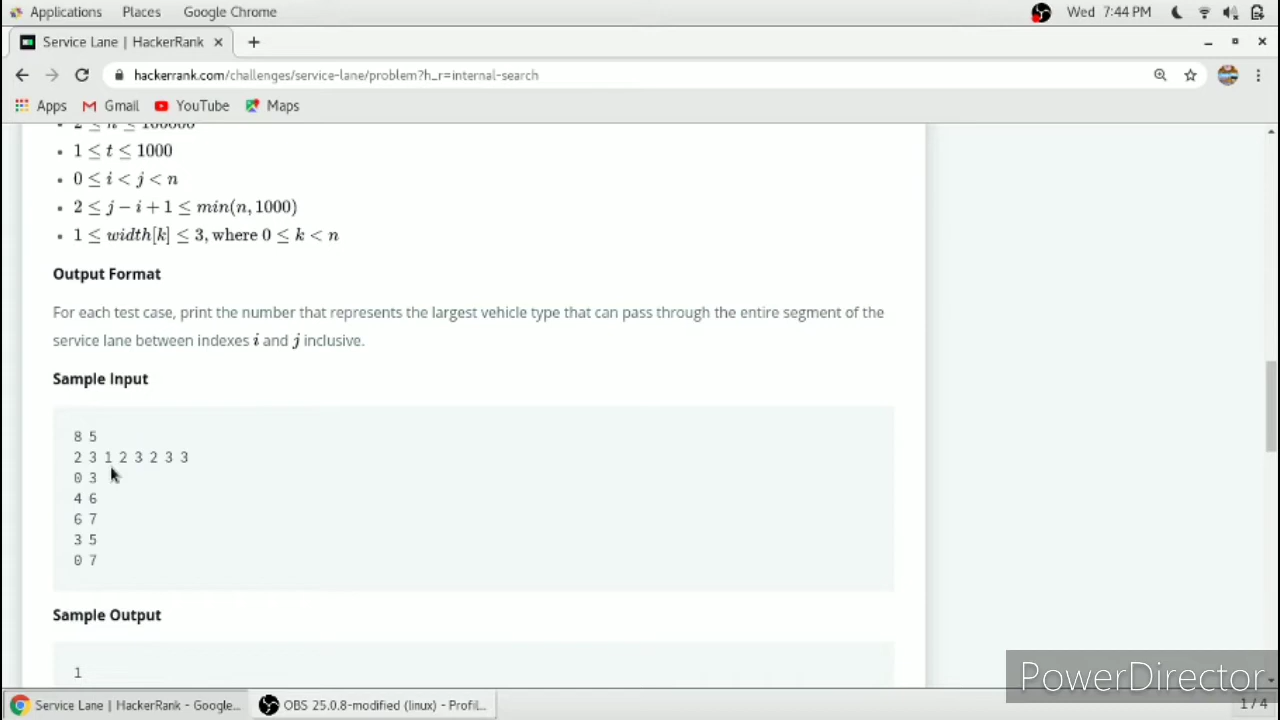 Applications Places Google Chrome Wed 7:44 PM
Service Lane | HackerRank
hackerrank.com/challenges/service-lane/problem?h_r=internal-search
Apps Gmail YouTube Maps
• 2 ≤ n ≤ 100000
• 1 ≤ t ≤ 1000
• 0 ≤ i < j < n
• 2 ≤ j − i + 1 ≤ min(n, 1000)
• 1 ≤ width[k] ≤ 3, where 0 ≤ k < n
Output Format
For each test case, print the number that represents the largest vehicle type that can pass through the entire segment of the
service lane between indexes i and j inclusive.
Sample Input
8 5
2 3 1 2 3 2 3 3
0 3
4 6
6 7
3 5
0 7
Sample Output
1
PowerDirector
Service Lane | HackerRank - Google... OBS 25.0.8-modified (linux) - Profil... 1 / 4